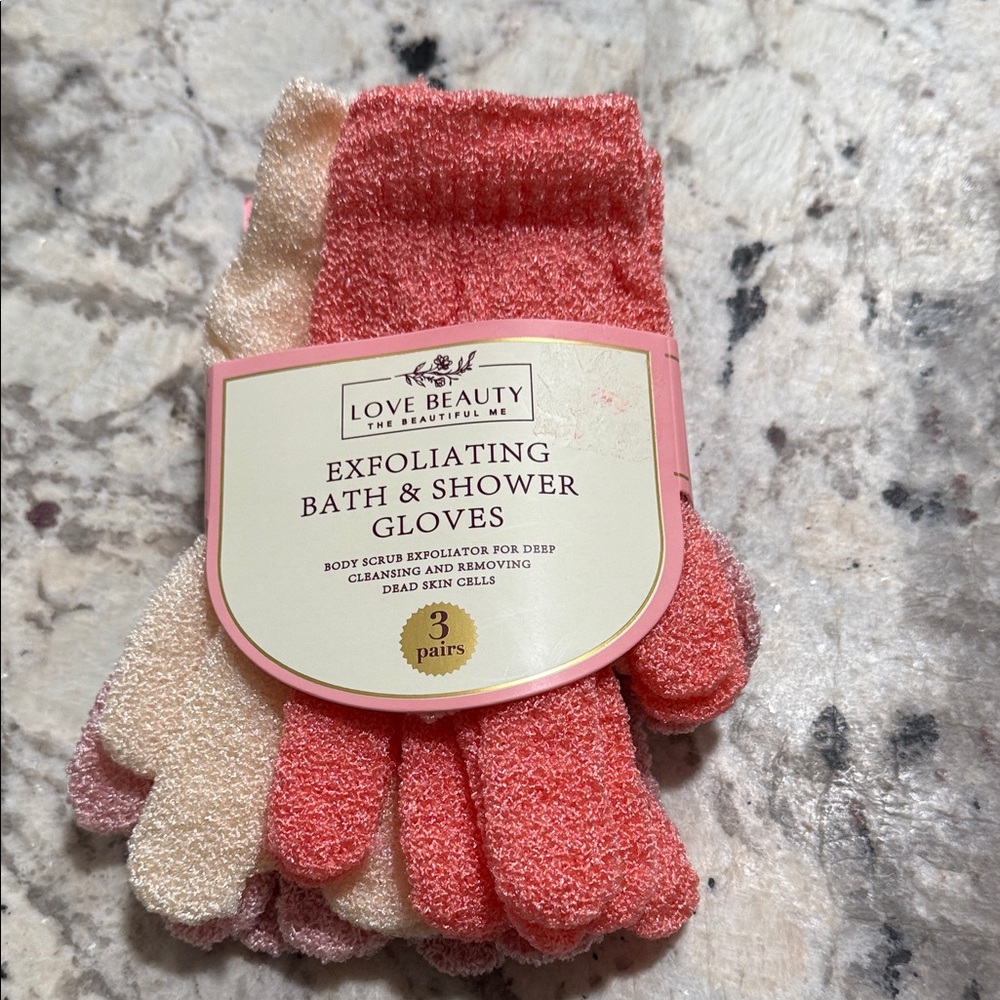 LOVE BEAUTY
THE BEAUTIFUL ME
EXFOLIATING
BATH & SHOWER
GLOVES
BODY SCRUB EXFOLIATOR FOR DEEP
CLEANSING AND REMOVING
DEAD SKIN CELLS
3
pairs